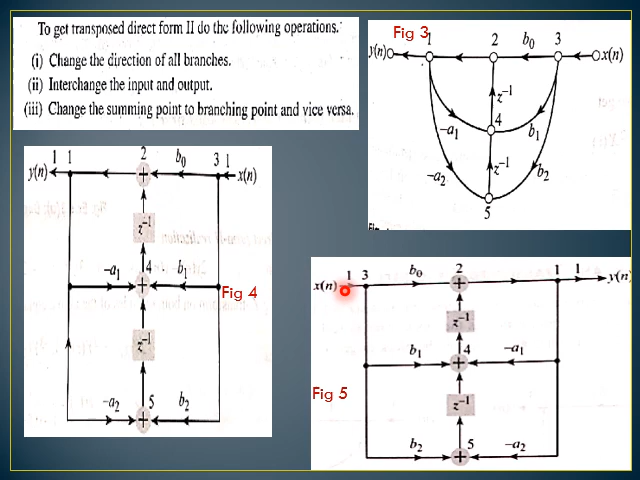 To get transposed direct form II do the following operations.
(i) Change the direction of all branches.
(ii) Interchange the input and output.
(iii) Change the summing point to branching point and vice versa.
Fig 3
1 2 b₀ 3
y(n) x(n)
z⁻¹
4
-a₁ b₁
z⁻¹
-a₂ b₂
5
1 1 2 b₀ 3 1
y(n) x(n)
z⁻¹
-a₁ 4 b₁
Fig 4
z⁻¹
-a₂ 5 b₂
1 3 b₀ 2 1 1
x(n) y(n)
z⁻¹
b₁ 4 -a₁
Fig 5
z⁻¹
b₂ 5 -a₂